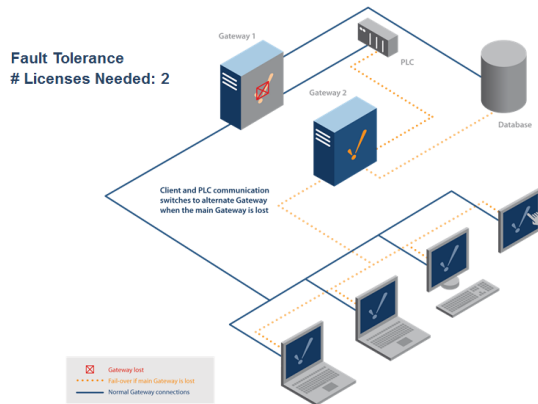 Gateway 1
Fault Tolerance
# Licenses Needed: 2
PLC
Gateway 2
Database
Client and PLC communication
switches to alternate Gateway
when the main Gateway is lost
Gateway lost
Fail-over if main Gateway is lost
Normal Gateway connections